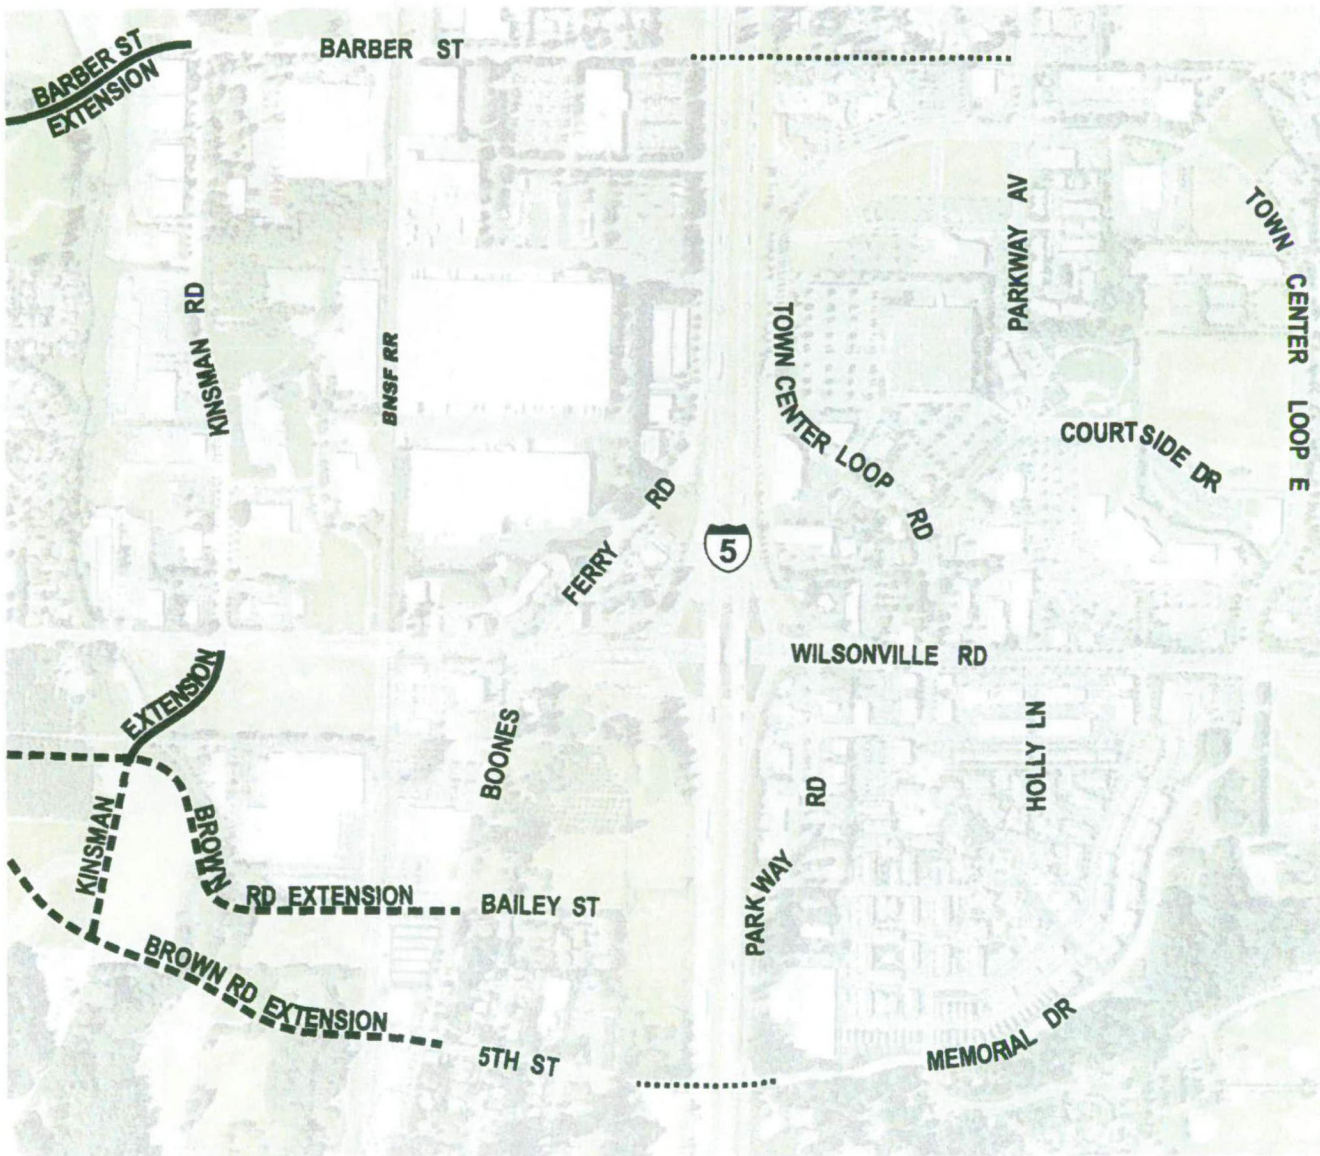 BARBER ST
EXTENSION
BARBER ST
PARKWAY AV
TOWN CENTER LOOP E
KINSMAN RD
BNSF RR
TOWN CENTER LOOP RD
COURTSIDE DR
FERRY RD
5
EXTENSION
WILSONVILLE RD
BOONES
HOLLY LN
KINSMAN
BROWN
RD EXTENSION
BAILEY ST
PARKWAY RD
BROWN RD EXTENSION
5TH ST
MEMORIAL DR